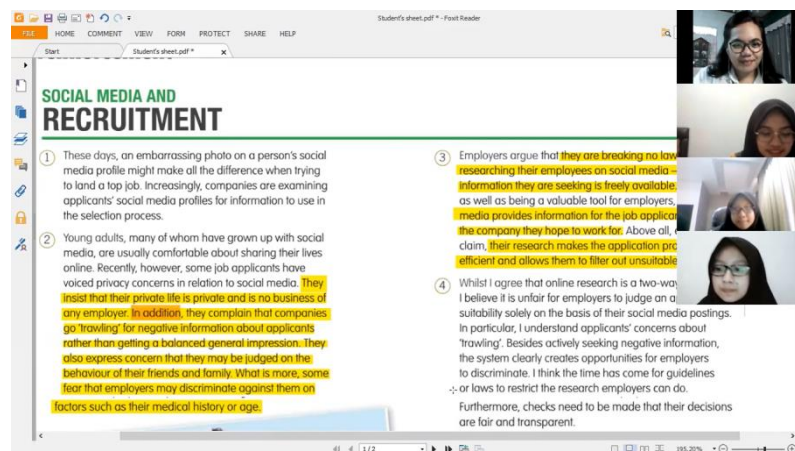 Student's sheet.pdf * - Foxit Reader
FILE HOME COMMENT VIEW FORM PROTECT SHARE HELP
Start Student's sheet.pdf *
SOCIAL MEDIA AND
RECRUITMENT
1 These days, an embarrassing photo on a person's social
media profile might make all the difference when trying
to land a top job. Increasingly, companies are examining
applicants' social media profiles for information to use in
the selection process.
2 Young adults, many of whom have grown up with social
media, are usually comfortable about sharing their lives
online. Recently, however, some job applicants have
voiced privacy concerns in relation to social media. They
insist that their private life is private and is no business of
any employer. In addition, they complain that companies
go 'trawling' for negative information about applicants
rather than getting a balanced general impression. They
also express concern that they may be judged on the
behaviour of their friends and family. What is more, some
fear that employers may discriminate against them on
factors such as their medical history or age.
3 Employers argue that they are breaking no law
researching their employees on social media –
information they are seeking is freely available.
as well as being a valuable tool for employers,
media provides information for the job applican
the company they hope to work for. Above all,
claim, their research makes the application pro
efficient and allows them to filter out unsuitable
4 Whilst I agree that online research is a two-way
I believe it is unfair for employers to judge an a
suitability solely on the basis of their social media postings.
In particular, I understand applicants' concerns about
'trawling'. Besides actively seeking negative information,
the system clearly creates opportunities for employers
to discriminate. I think the time has come for guidelines
or laws to restrict the research employers can do.
Furthermore, checks need to be made that their decisions
are fair and transparent.
1 / 2
195.20%